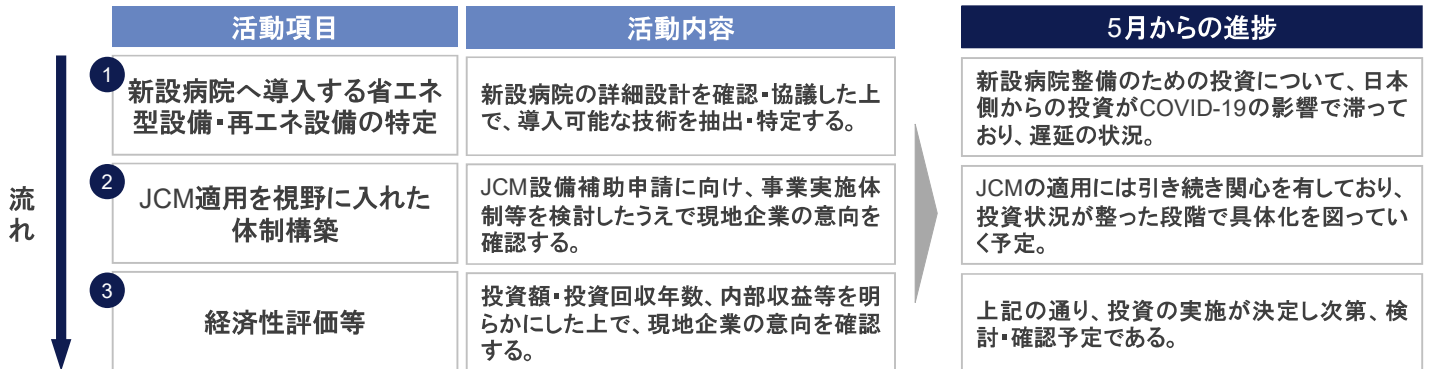 活動項目
活動内容
5月からの進捗
流
れ
1
新設病院へ導入する省エネ
型設備・再エネ設備の特定
新設病院の詳細設計を確認・協議した上
で、導入可能な技術を抽出・特定する。
新設病院整備のための投資について、日本
側からの投資がCOVID-19の影響で滞って
おり、遅延の状況。
2
JCM適用を視野に入れた
体制構築
JCM設備補助申請に向け、事業実施体
制等を検討したうえで現地企業の意向を
確認する。
JCMの適用には引き続き関心を有しており、
投資状況が整った段階で具体化を図ってい
く予定。
3
経済性評価等
投資額・投資回収年数、内部収益等を明
らかにした上で、現地企業の意向を確認
する。
上記の通り、投資の実施が決定し次第、検
討・確認予定である。